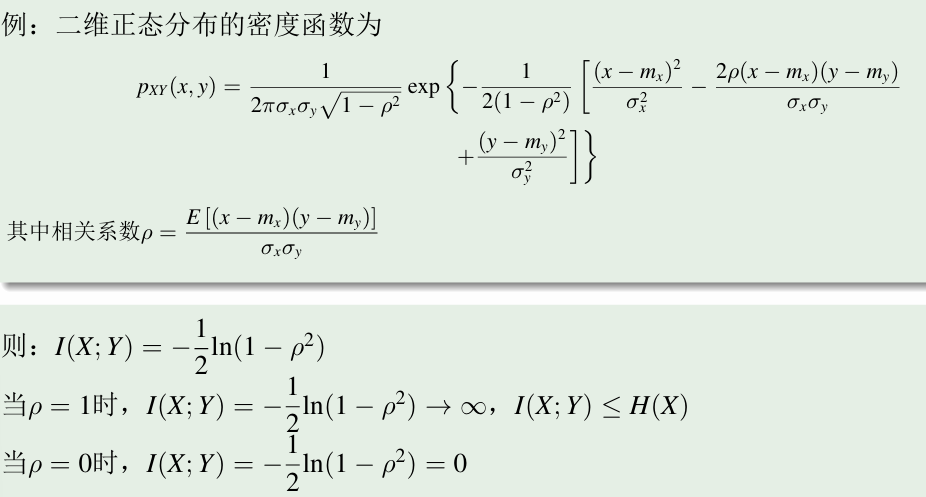 例：二维正态分布的密度函数为
p_{XY}(x, y) = \frac{1}{2\pi\sigma_x\sigma_y\sqrt{1-\rho^2}} \exp\left\{-\frac{1}{2(1-\rho^2)}\left[\frac{(x-m_x)^2}{\sigma_x^2} - \frac{2\rho(x-m_x)(y-m_y)}{\sigma_x\sigma_y}\right.\right.
\left.\left.+\frac{(y-m_y)^2}{\sigma_y^2}\right]\right\}
其中相关系数\rho = \frac{E[(x-m_x)(y-m_y)]}{\sigma_x\sigma_y}
则：I(X;Y) = -\frac{1}{2}\ln(1-\rho^2)
当\rho = 1时，I(X;Y) = -\frac{1}{2}\ln(1-\rho^2) \to \infty，I(X;Y) \leq H(X)
当\rho = 0时，I(X;Y) = -\frac{1}{2}\ln(1-\rho^2) = 0